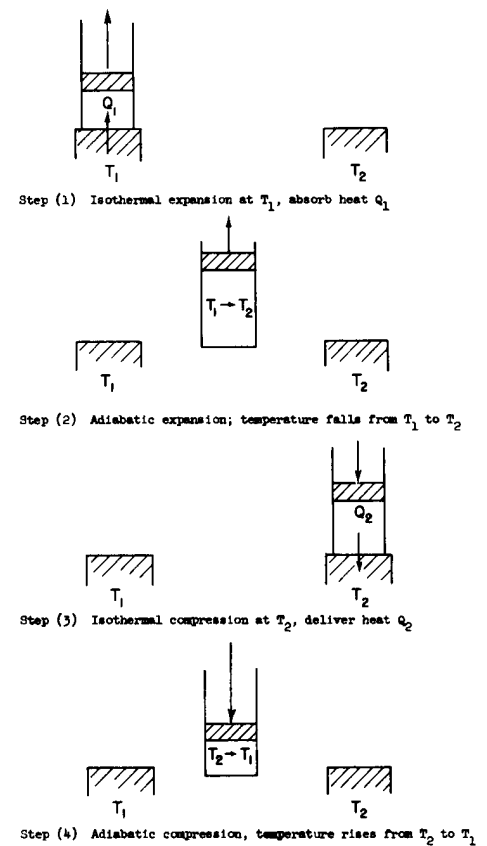 Q₁
T₁ T₂
Step (1) Isothermal expansion at T₁, absorb heat Q₁
T₁ → T₂
T₁ T₂
Step (2) Adiabatic expansion; temperature falls from T₁ to T₂
Q₂
T₁ T₂
Step (3) Isothermal compression at T₂, deliver heat Q₂
T₂ → T₁
T₁ T₂
Step (4) Adiabatic compression, temperature rises from T₂ to T₁